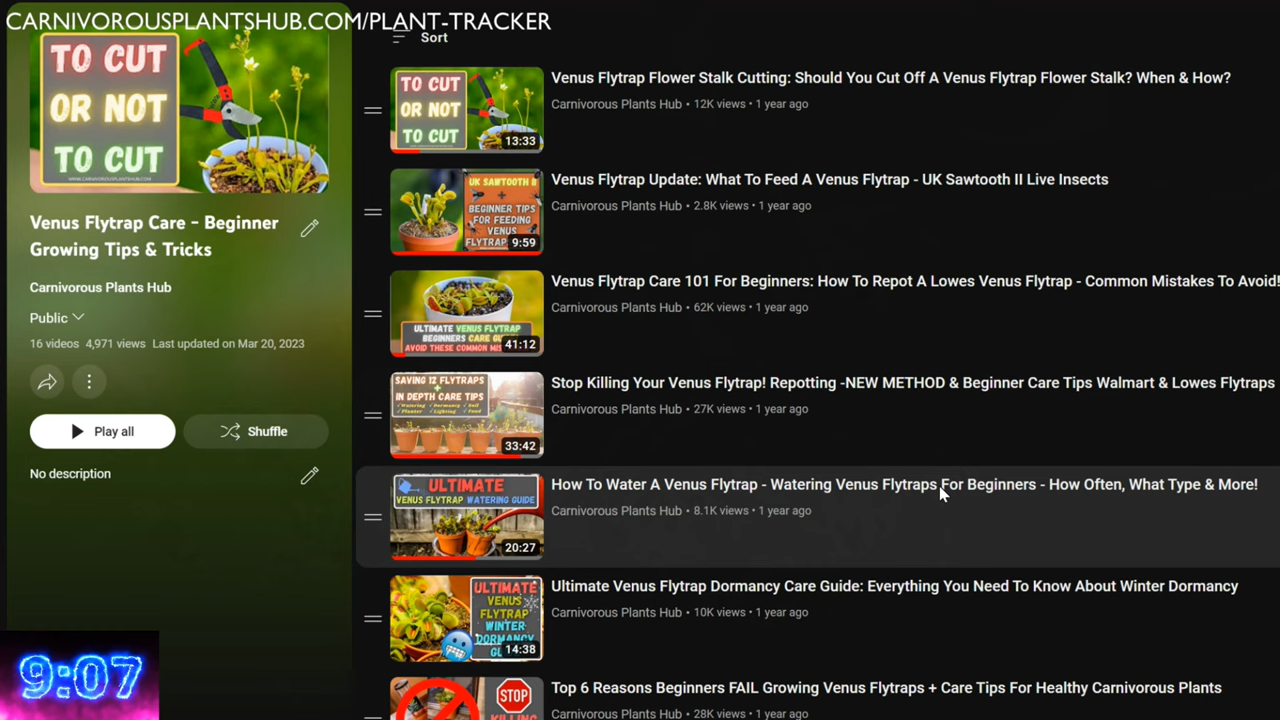 CARNIVOROUSPLANTSHUB.COM/PLANT-TRACKER
TO CUT
OR NOT
TO CUT
WWW.CARNIVOROUSPLANTSHUB.COM
Venus Flytrap Care - Beginner
Growing Tips & Tricks
Carnivorous Plants Hub
Public
16 videos 4,971 views Last updated on Mar 20, 2023
Play all
Shuffle
No description
9:07
Sort
TO CUT
OR NOT
TO CUT
13:33
Venus Flytrap Flower Stalk Cutting: Should You Cut Off A Venus Flytrap Flower Stalk? When & How?
Carnivorous Plants Hub • 12K views • 1 year ago
UK SAWTOOTH II
+
BEGINNER TIPS
FOR FEEDING
VENUS
9:59
Venus Flytrap Update: What To Feed A Venus Flytrap - UK Sawtooth II Live Insects
Carnivorous Plants Hub • 2.8K views • 1 year ago
ULTIMATE VENUS FLYTRAP
BEGINNERS CARE
AVOID THESE COMMON
41:12
Venus Flytrap Care 101 For Beginners: How To Repot A Lowes Venus Flytrap - Common Mistakes To Avoid!
Carnivorous Plants Hub • 62K views • 1 year ago
SAVING 12 FLYTRAPS
+
IN DEPTH CARE TIPS
33:42
Stop Killing Your Venus Flytrap! Repotting -NEW METHOD & Beginner Care Tips Walmart & Lowes Flytraps
Carnivorous Plants Hub • 27K views • 1 year ago
ULTIMATE
VENUS FLYTRAP WATERING GUIDE
20:27
How To Water A Venus Flytrap - Watering Venus Flytraps For Beginners - How Often, What Type & More!
Carnivorous Plants Hub • 8.1K views • 1 year ago
ULTIMATE
VENUS
FLYTRAP
WINTER
DORMANCY
14:38
Ultimate Venus Flytrap Dormancy Care Guide: Everything You Need To Know About Winter Dormancy
Carnivorous Plants Hub • 10K views • 1 year ago
STOP
KILLING
Top 6 Reasons Beginners FAIL Growing Venus Flytraps + Care Tips For Healthy Carnivorous Plants
Carnivorous Plants Hub • 28K views • 1 year ago